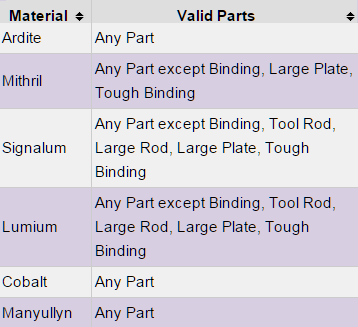 Material Valid Parts
Ardite Any Part
Mithril Any Part except Binding, Large Plate,
Tough Binding
Signalum Any Part except Binding, Tool Rod,
Large Rod, Large Plate, Tough
Binding
Lumium Any Part except Binding, Tool Rod,
Large Rod, Large Plate, Tough
Binding
Cobalt Any Part
Manyullyn Any Part